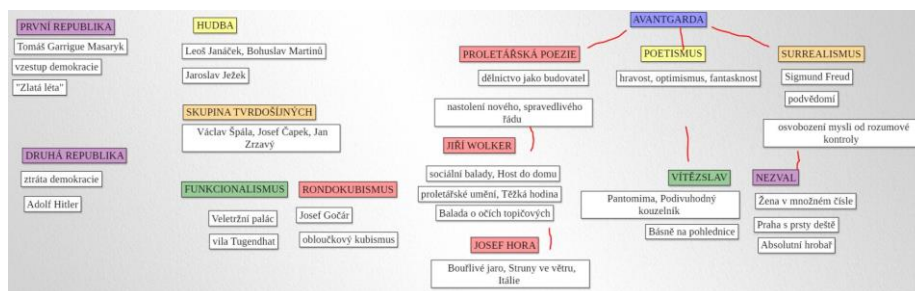 PRVNÍ REPUBLIKA
Tomáš Garrigue Masaryk
vzestup demokracie
"Zlatá léta"
DRUHÁ REPUBLIKA
ztráta demokracie
Adolf Hitler
HUDBA
Leoš Janáček, Bohuslav Martinů
Jaroslav Ježek
SKUPINA TVRDOŠÍJNÝCH
Václav Špála, Josef Čapek, Jan
Zrzavý
FUNKCIONALISMUS
Veletržní palác
vila Tugendhat
RONDOKUBISMUS
Josef Gočár
obloučkový kubismus
AVANTGARDA
PROLETÁŘSKÁ POEZIE
dělnictvo jako budovatel
nastolení nového, spravedlivého
řádu
JIŘÍ WOLKER
sociální balady, Host do domu
proletářské umění, Těžká hodina
Balada o očích topičových
JOSEF HORA
Bouřlivé jaro, Struny ve větru,
Itálie
POETISMUS
hravost, optimismus, fantasknost
VÍTĚZSLAV
Pantomima, Podivuhodný
kouzelník
Básně na pohlednice
SURREALISMUS
Sigmund Freud
podvědomí
osvobození mysli od rozumové
kontroly
NEZVAL
Žena v množném čísle
Praha s prsty deště
Absolutní hrobař